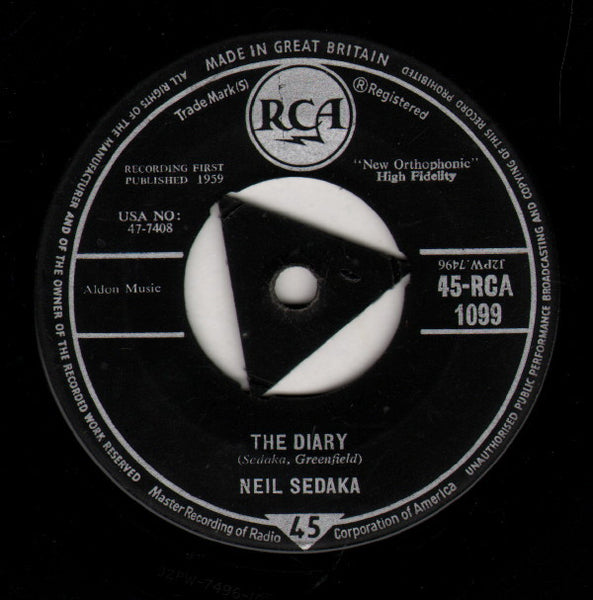 MADE IN GREAT BRITAIN
ALL RIGHTS OF THE MANUFACTURER AND OF THE OWNER OF THE RECORDED WORK RESERVED
UNAUTHORISED PUBLIC PERFORMANCE BROADCASTING AND COPYING OF THIS RECORD PROHIBITED
Trade Mark(S)
RCA
®Registered
RECORDING FIRST
PUBLISHED 1959
"New Orthophonic"
High Fidelity
USA NO:
47-7408
J2PW.7496
Aldon Music
45-RCA
1099
THE DIARY
(Sedaka, Greenfield)
NEIL SEDAKA
Master Recording of Radio
45
Corporation of America